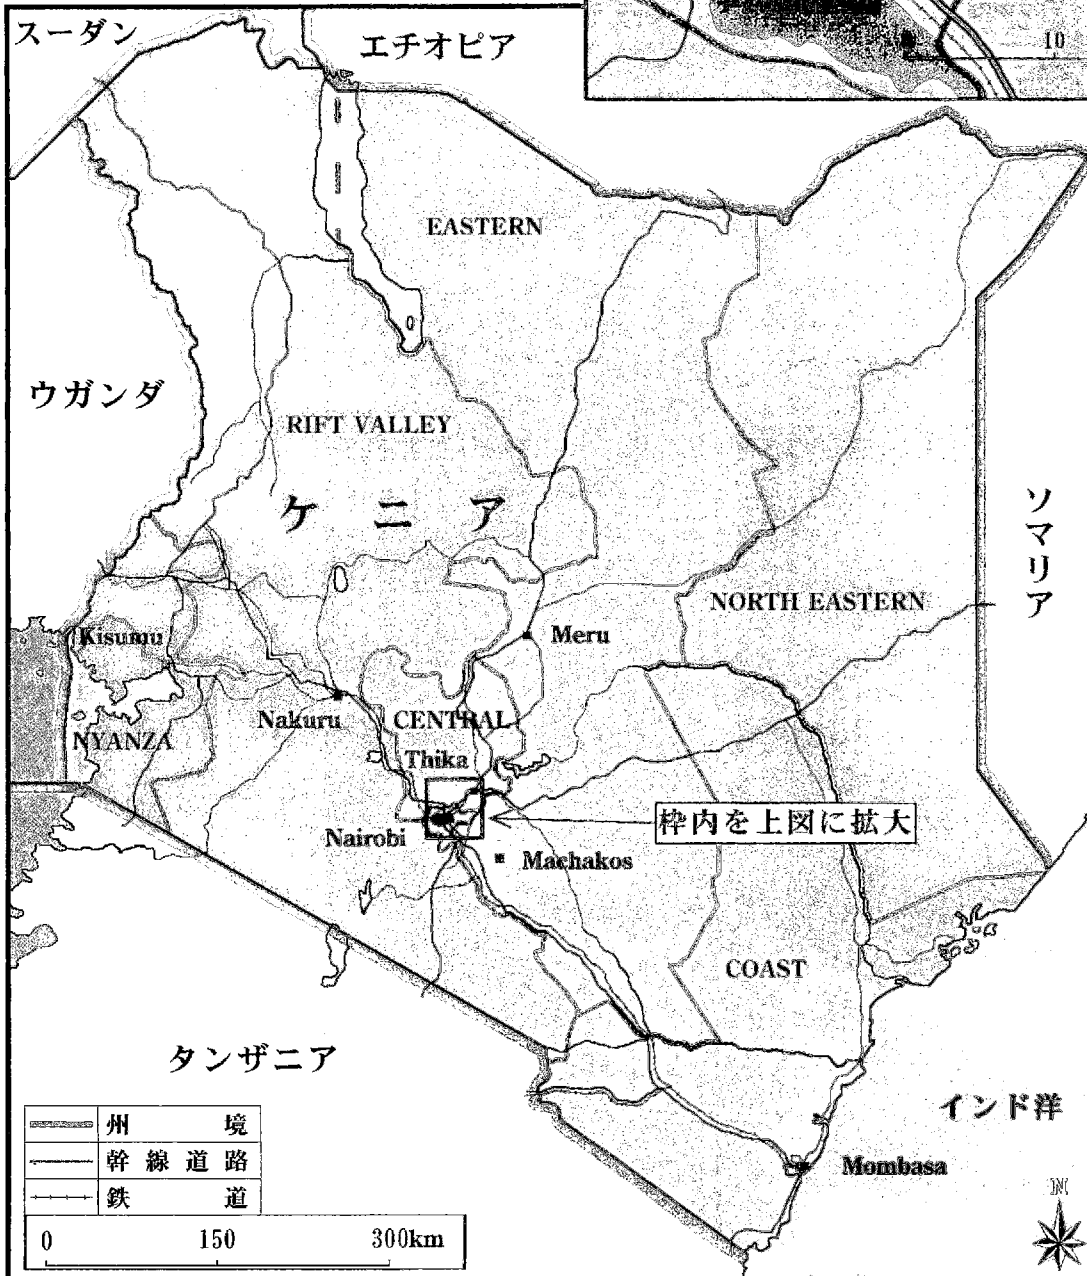 スーダン
エチオピア
10
EASTERN
ウガンダ
RIFT VALLEY
ケニア
ソマリア
NORTH EASTERN
Kisumu
Meru
Nakuru
CENTRAL
NYANZA
Thika
枠内を上図に拡大
Nairobi
Machakos
COAST
タンザニア
インド洋
州境
幹線道路
鉄道
Mombasa
N
0 150 300km